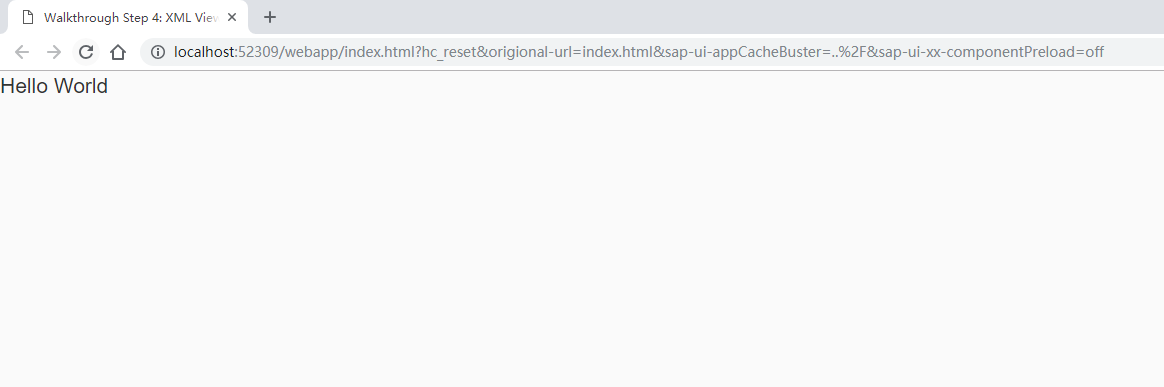 Walkthrough Step 4: XML View
localhost:52309/webapp/index.html?hc_reset&origional-url=index.html&sap-ui-appCacheBuster=..%2F&sap-ui-xx-componentPreload=off
Hello World